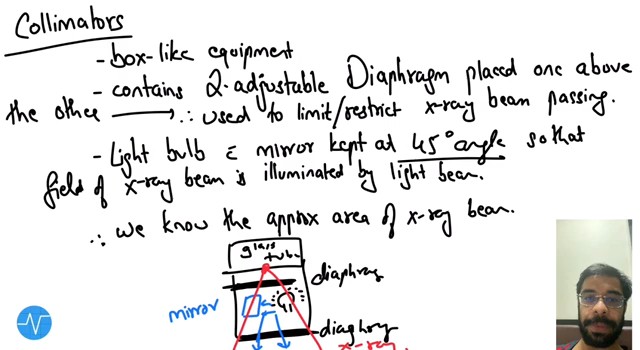 Collimators
- box-like equipment
- contains 2-adjustable Diaphragm placed one above
the other ⟶ ∴ used to limit/restrict x-ray beam passing.
- Light bulb c̄ mirror kept at 45° angle so that
field of x-ray beam is illuminated by light beam.
∴ we know the approx area of x-ray beam.
glass
tube
diaphrag
mirror
diaphrag
x-ray